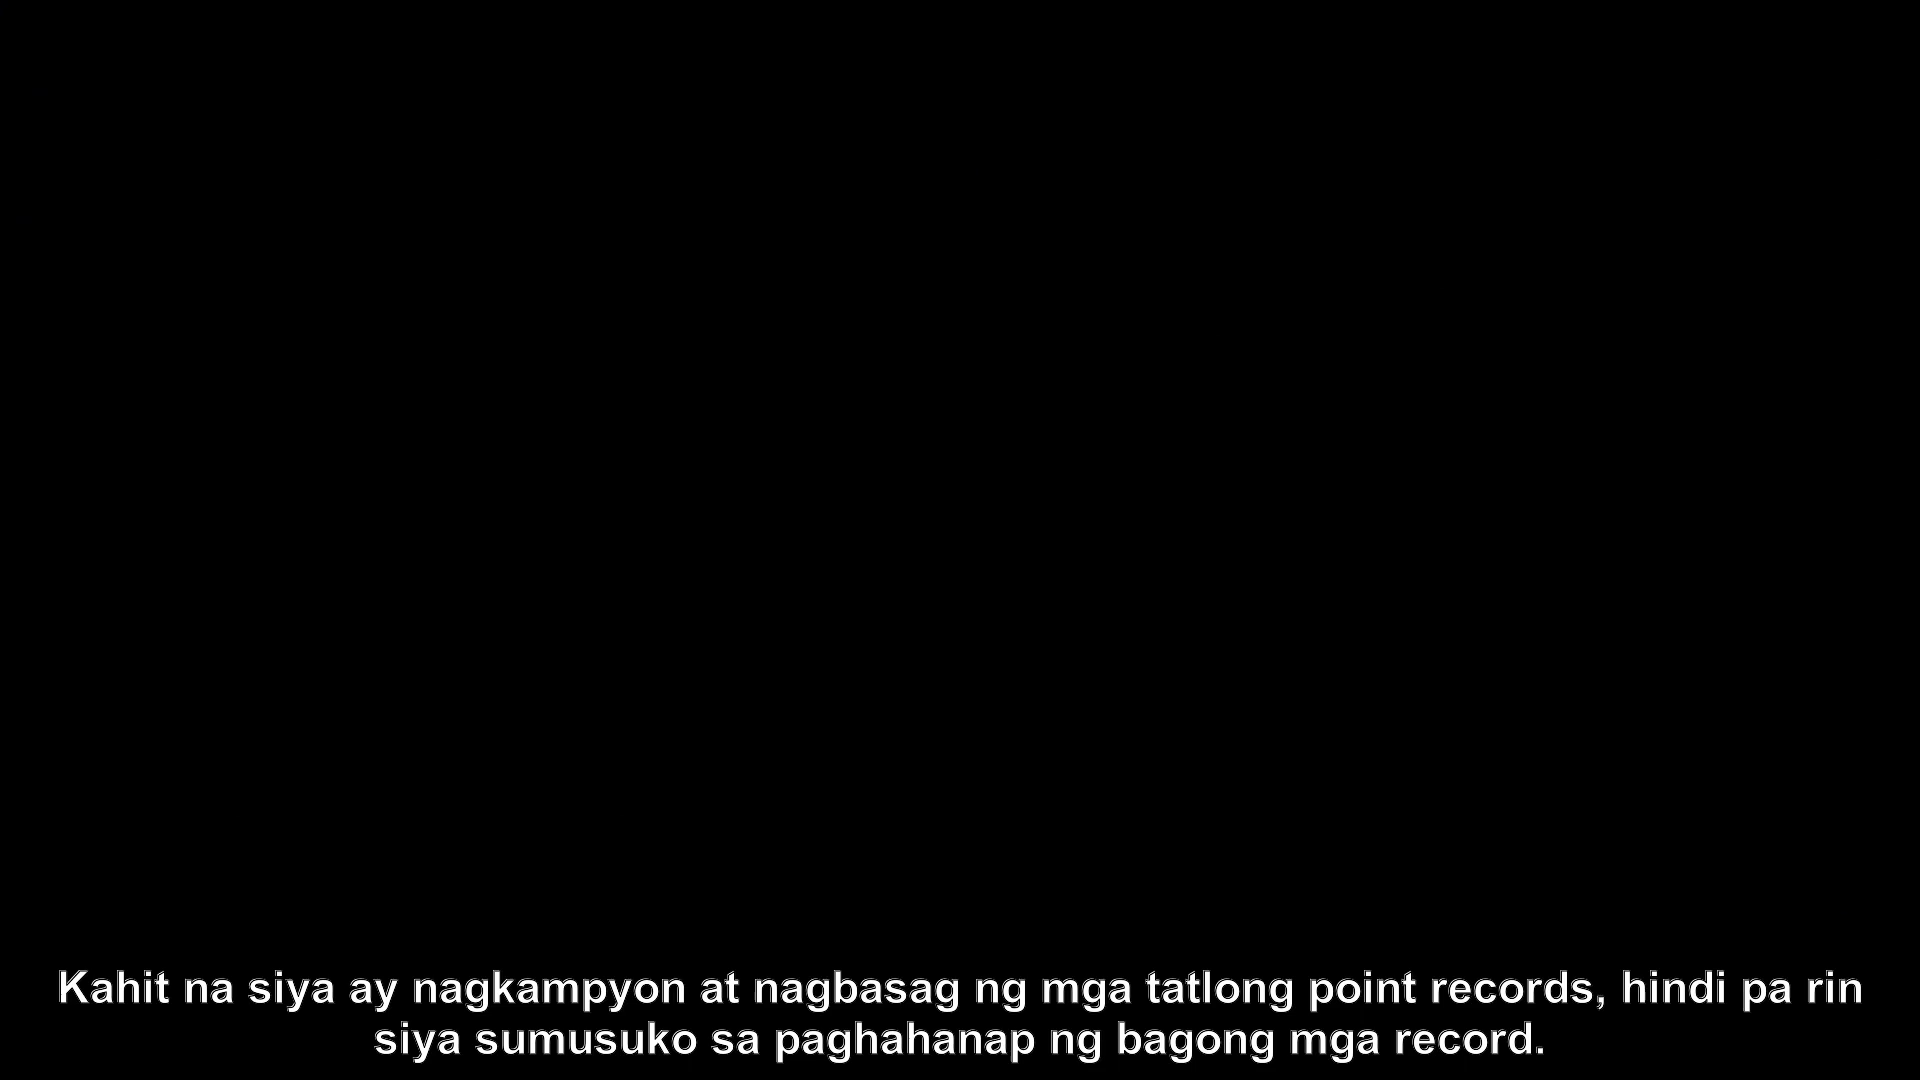 Kahit na siya ay nagkampyon at nagbasag ng mga tatlong point records, hindi pa rin
siya sumusuko sa paghahanap ng bagong mga record.